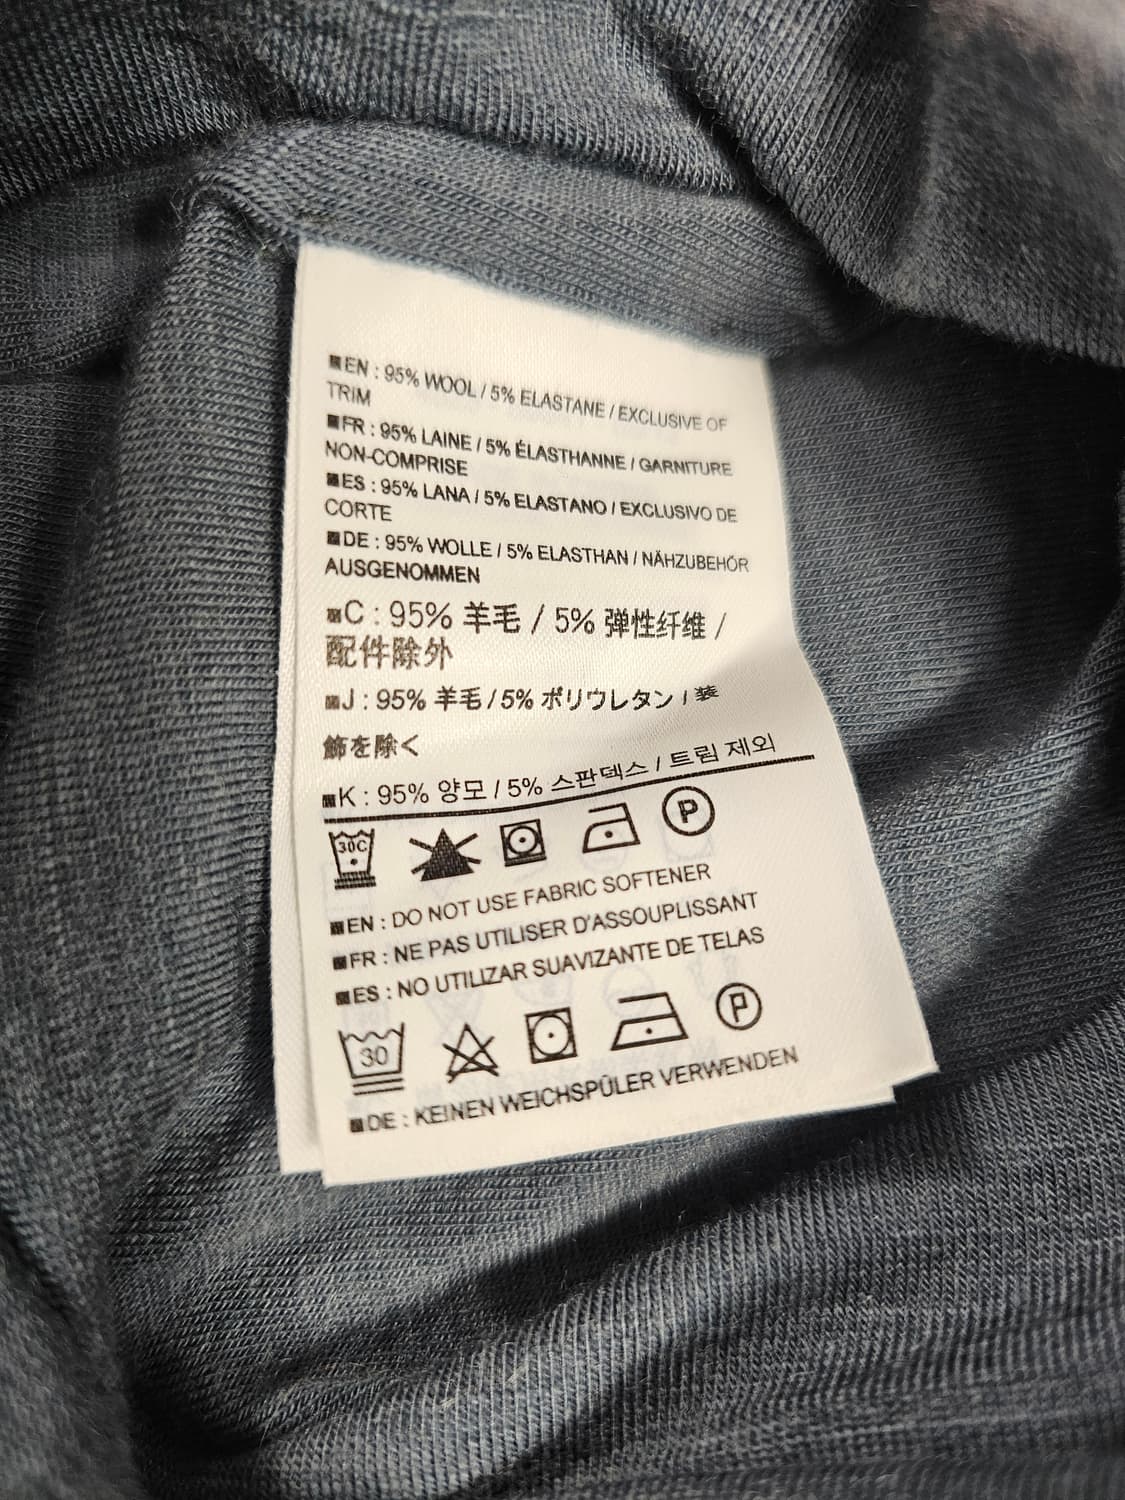 EN : 95% WOOL / 5% ELASTANE / EXCLUSIVE OF
TRIM
FR : 95% LAINE / 5% ÉLASTHANNE / GARNITURE
NON-COMPRISE
ES : 95% LANA / 5% ELASTANO / EXCLUSIVO DE
CORTE
DE : 95% WOLLE / 5% ELASTHAN / NÄHZUBEHÖR
AUSGENOMMEN
C : 95% 羊毛 / 5% 弹性纤维 /
配件除外
J : 95% 羊毛 / 5% ポリウレタン / 装
飾を除く
K : 95% 양모 / 5% 스판덱스 / 트림 제외
30C P
EN : DO NOT USE FABRIC SOFTENER
FR : NE PAS UTILISER D'ASSOUPLISSANT
ES : NO UTILIZAR SUAVIZANTE DE TELAS
30 P
DE : KEINEN WEICHSPÜLER VERWENDEN